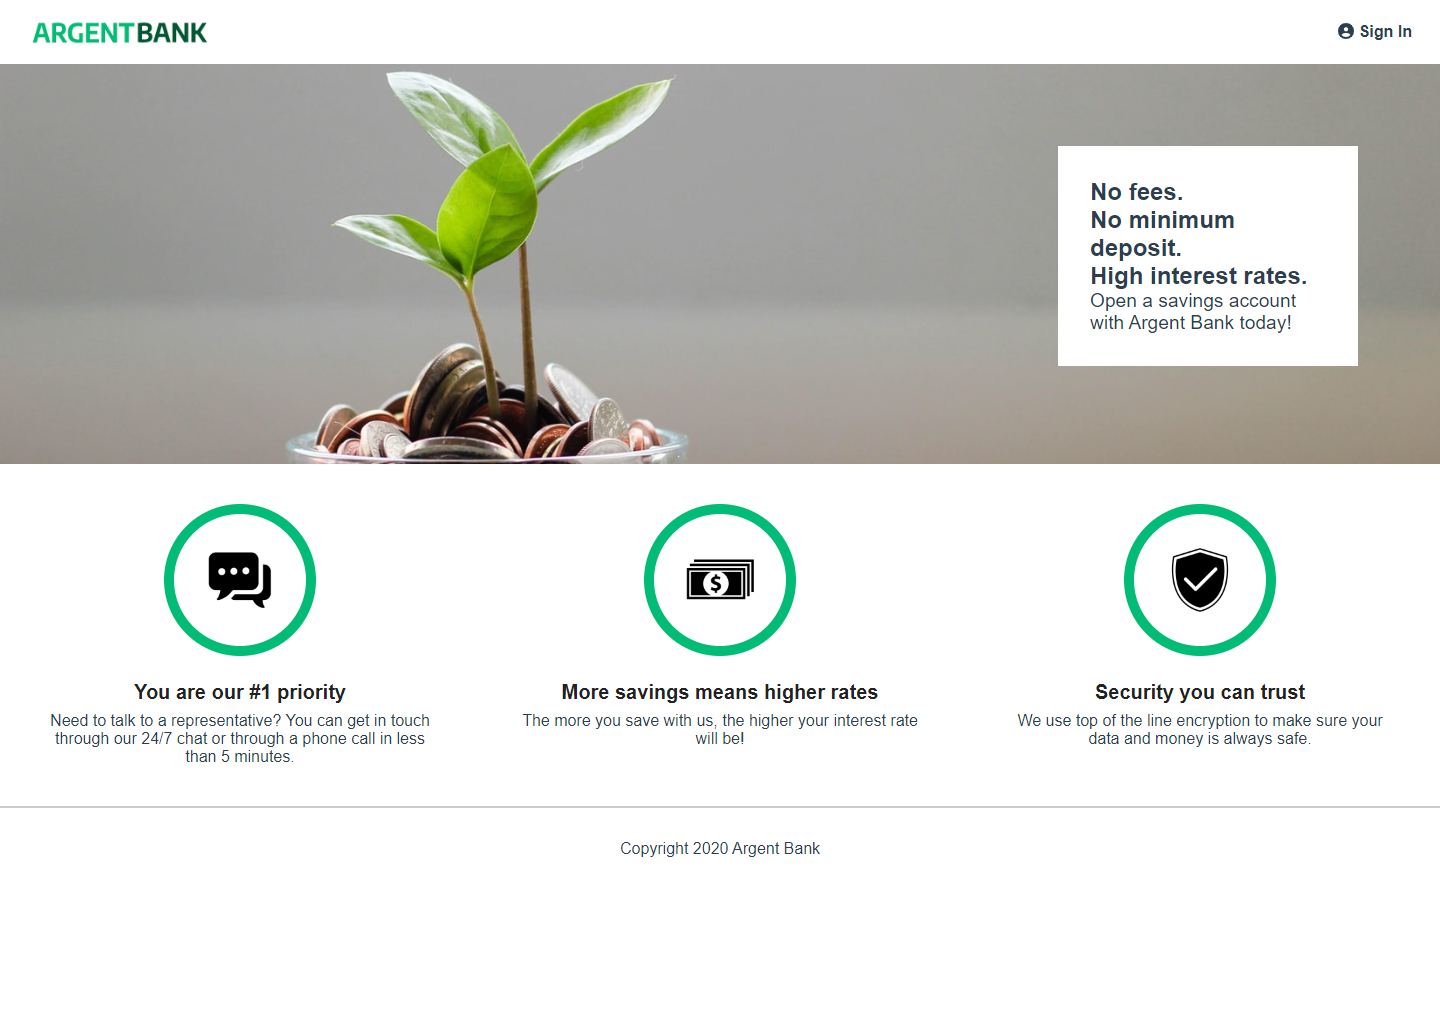 ARGENTBANK
Sign In
No fees.
No minimum
deposit.
High interest rates.
Open a savings account
with Argent Bank today!
You are our #1 priority
Need to talk to a representative? You can get in touch
through our 24/7 chat or through a phone call in less
than 5 minutes.
More savings means higher rates
The more you save with us, the higher your interest rate
will be!
Security you can trust
We use top of the line encryption to make sure your
data and money is always safe.
Copyright 2020 Argent Bank